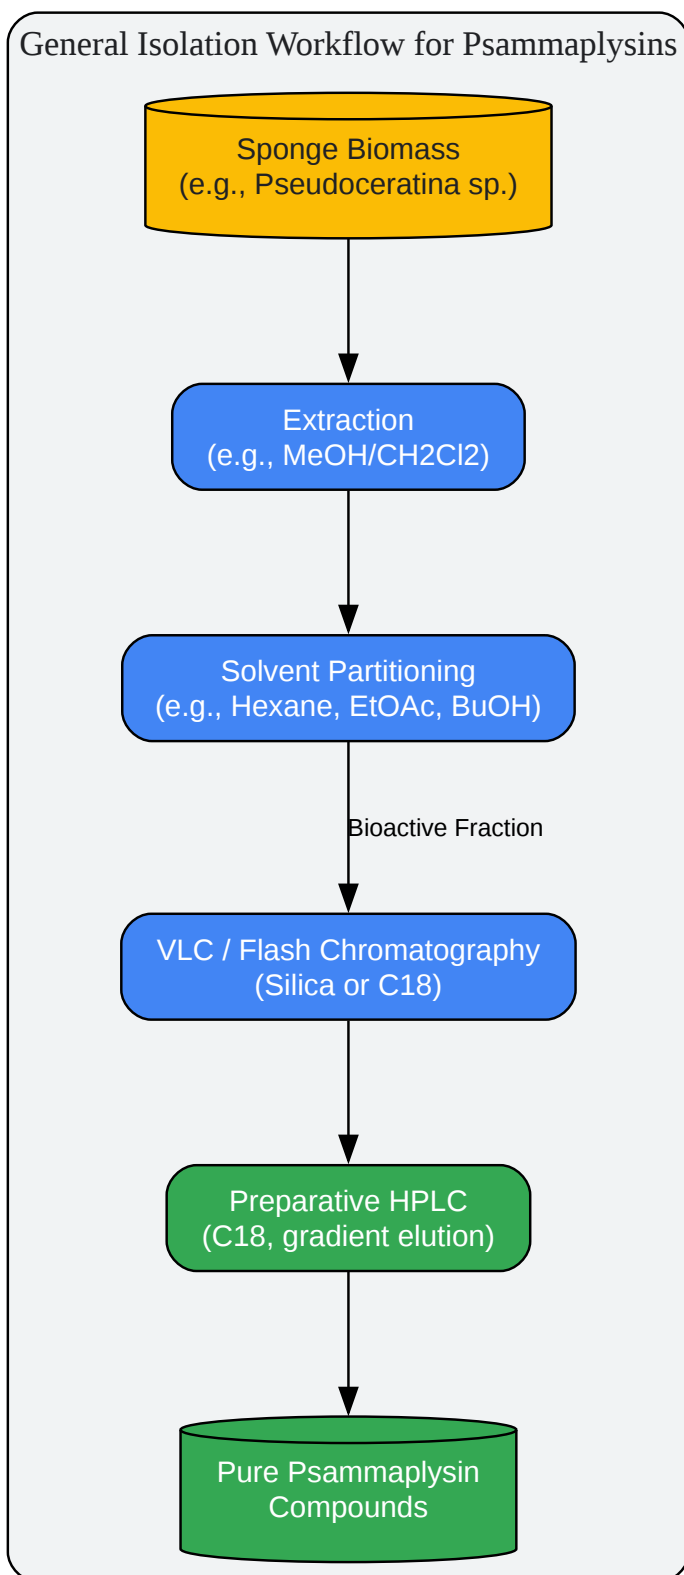 General Isolation Workflow for Psammaplysins
Sponge Biomass
(e.g., Pseudoceratina sp.)
Extraction
(e.g., MeOH/CH2Cl2)
Solvent Partitioning
(e.g., Hexane, EtOAc, BuOH)
Bioactive Fraction
VLC / Flash Chromatography
(Silica or C18)
Preparative HPLC
(C18, gradient elution)
Pure Psammaplysin
Compounds